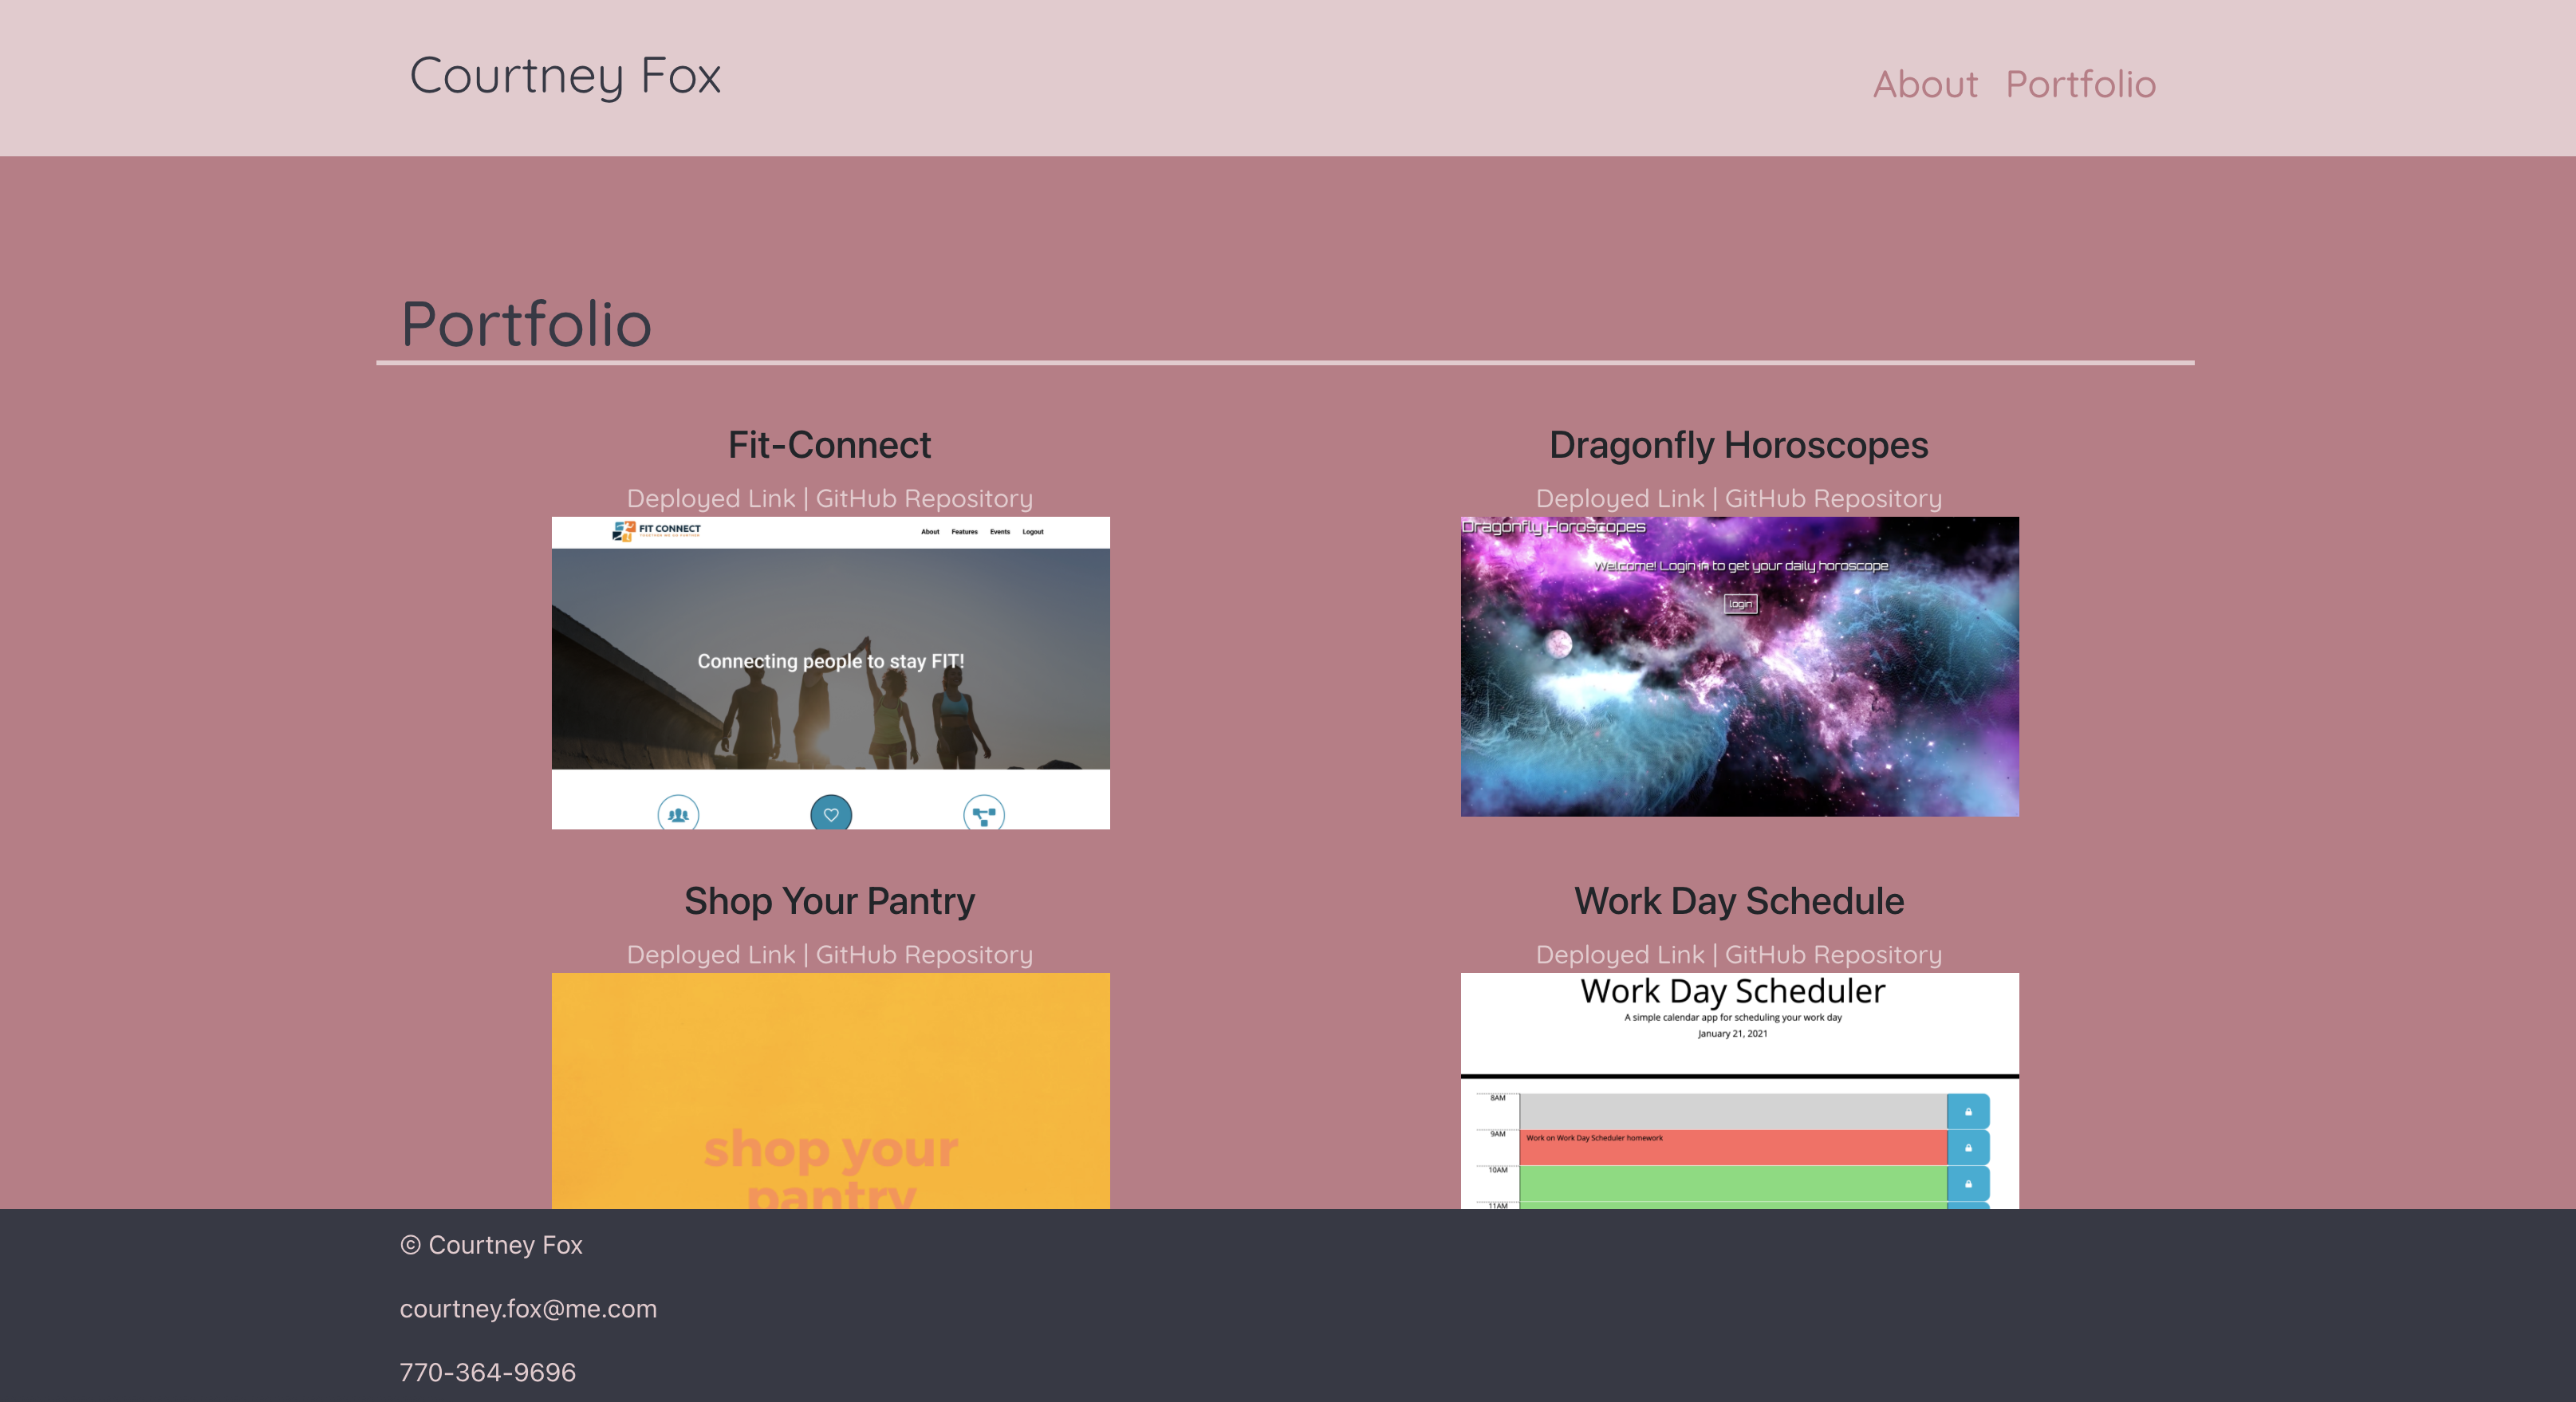 Courtney Fox
About Portfolio
Portfolio
Fit-Connect
Deployed Link | GitHub Repository
FIT CONNECT
TOGETHER WE GO FURTHER
About Features Events Logout
Connecting people to stay FIT!
Dragonfly Horoscopes
Deployed Link | GitHub Repository
Dragonfly Horoscopes
Welcome! Login in to get your daily horoscope
login
Shop Your Pantry
Deployed Link | GitHub Repository
shop your
pantry
Work Day Schedule
Deployed Link | GitHub Repository
Work Day Scheduler
A simple calendar app for scheduling your work day
January 21, 2021
8AM
9AM Work on Work Day Scheduler homework
10AM
11AM
© Courtney Fox
courtney.fox@me.com
770-364-9696